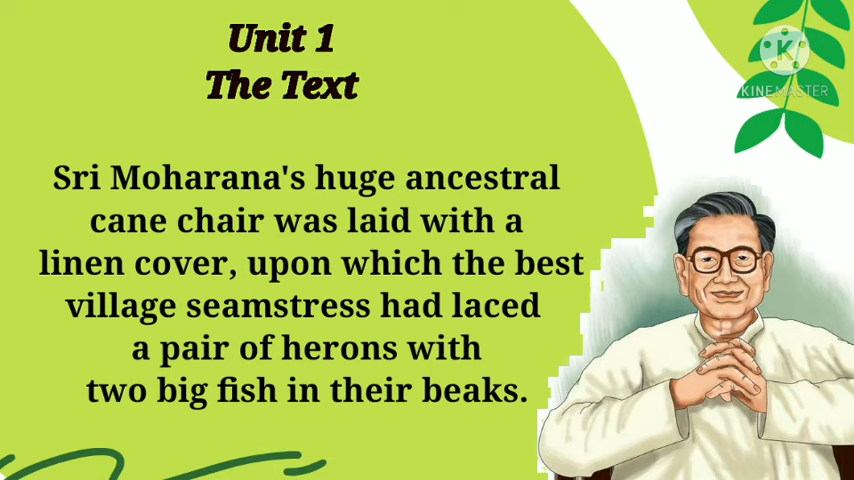 Unit 1
The Text
K
KINEMASTER
Sri Moharana's huge ancestral
cane chair was laid with a
linen cover, upon which the best
village seamstress had laced
a pair of herons with
two big fish in their beaks.